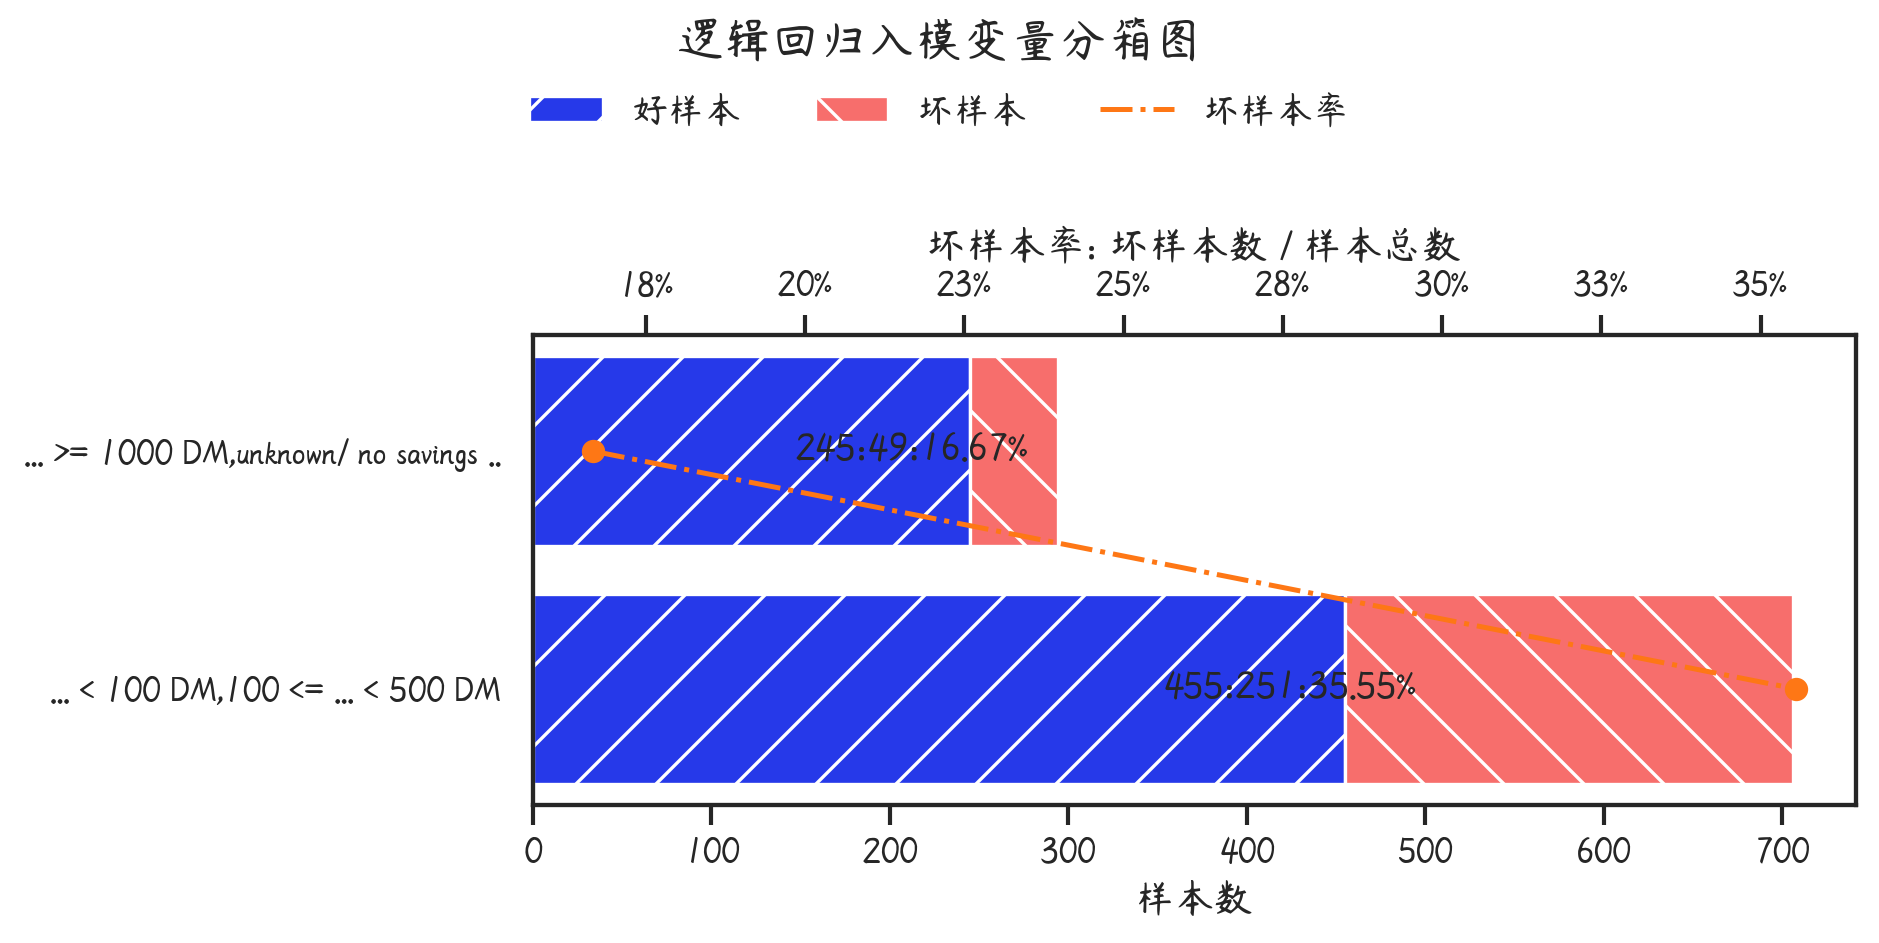 逻辑回归入模变量分箱图
好样本 坏样本 坏样本率
坏样本率: 坏样本数 / 样本总数
18% 20% 23% 25% 28% 30% 33% 35%
... >= 1000 DM,unknown/ no savings ..
245:49:16.67%
... < 100 DM,100 <= ... < 500 DM
455:251:35.55%
0 100 200 300 400 500 600 700
样本数